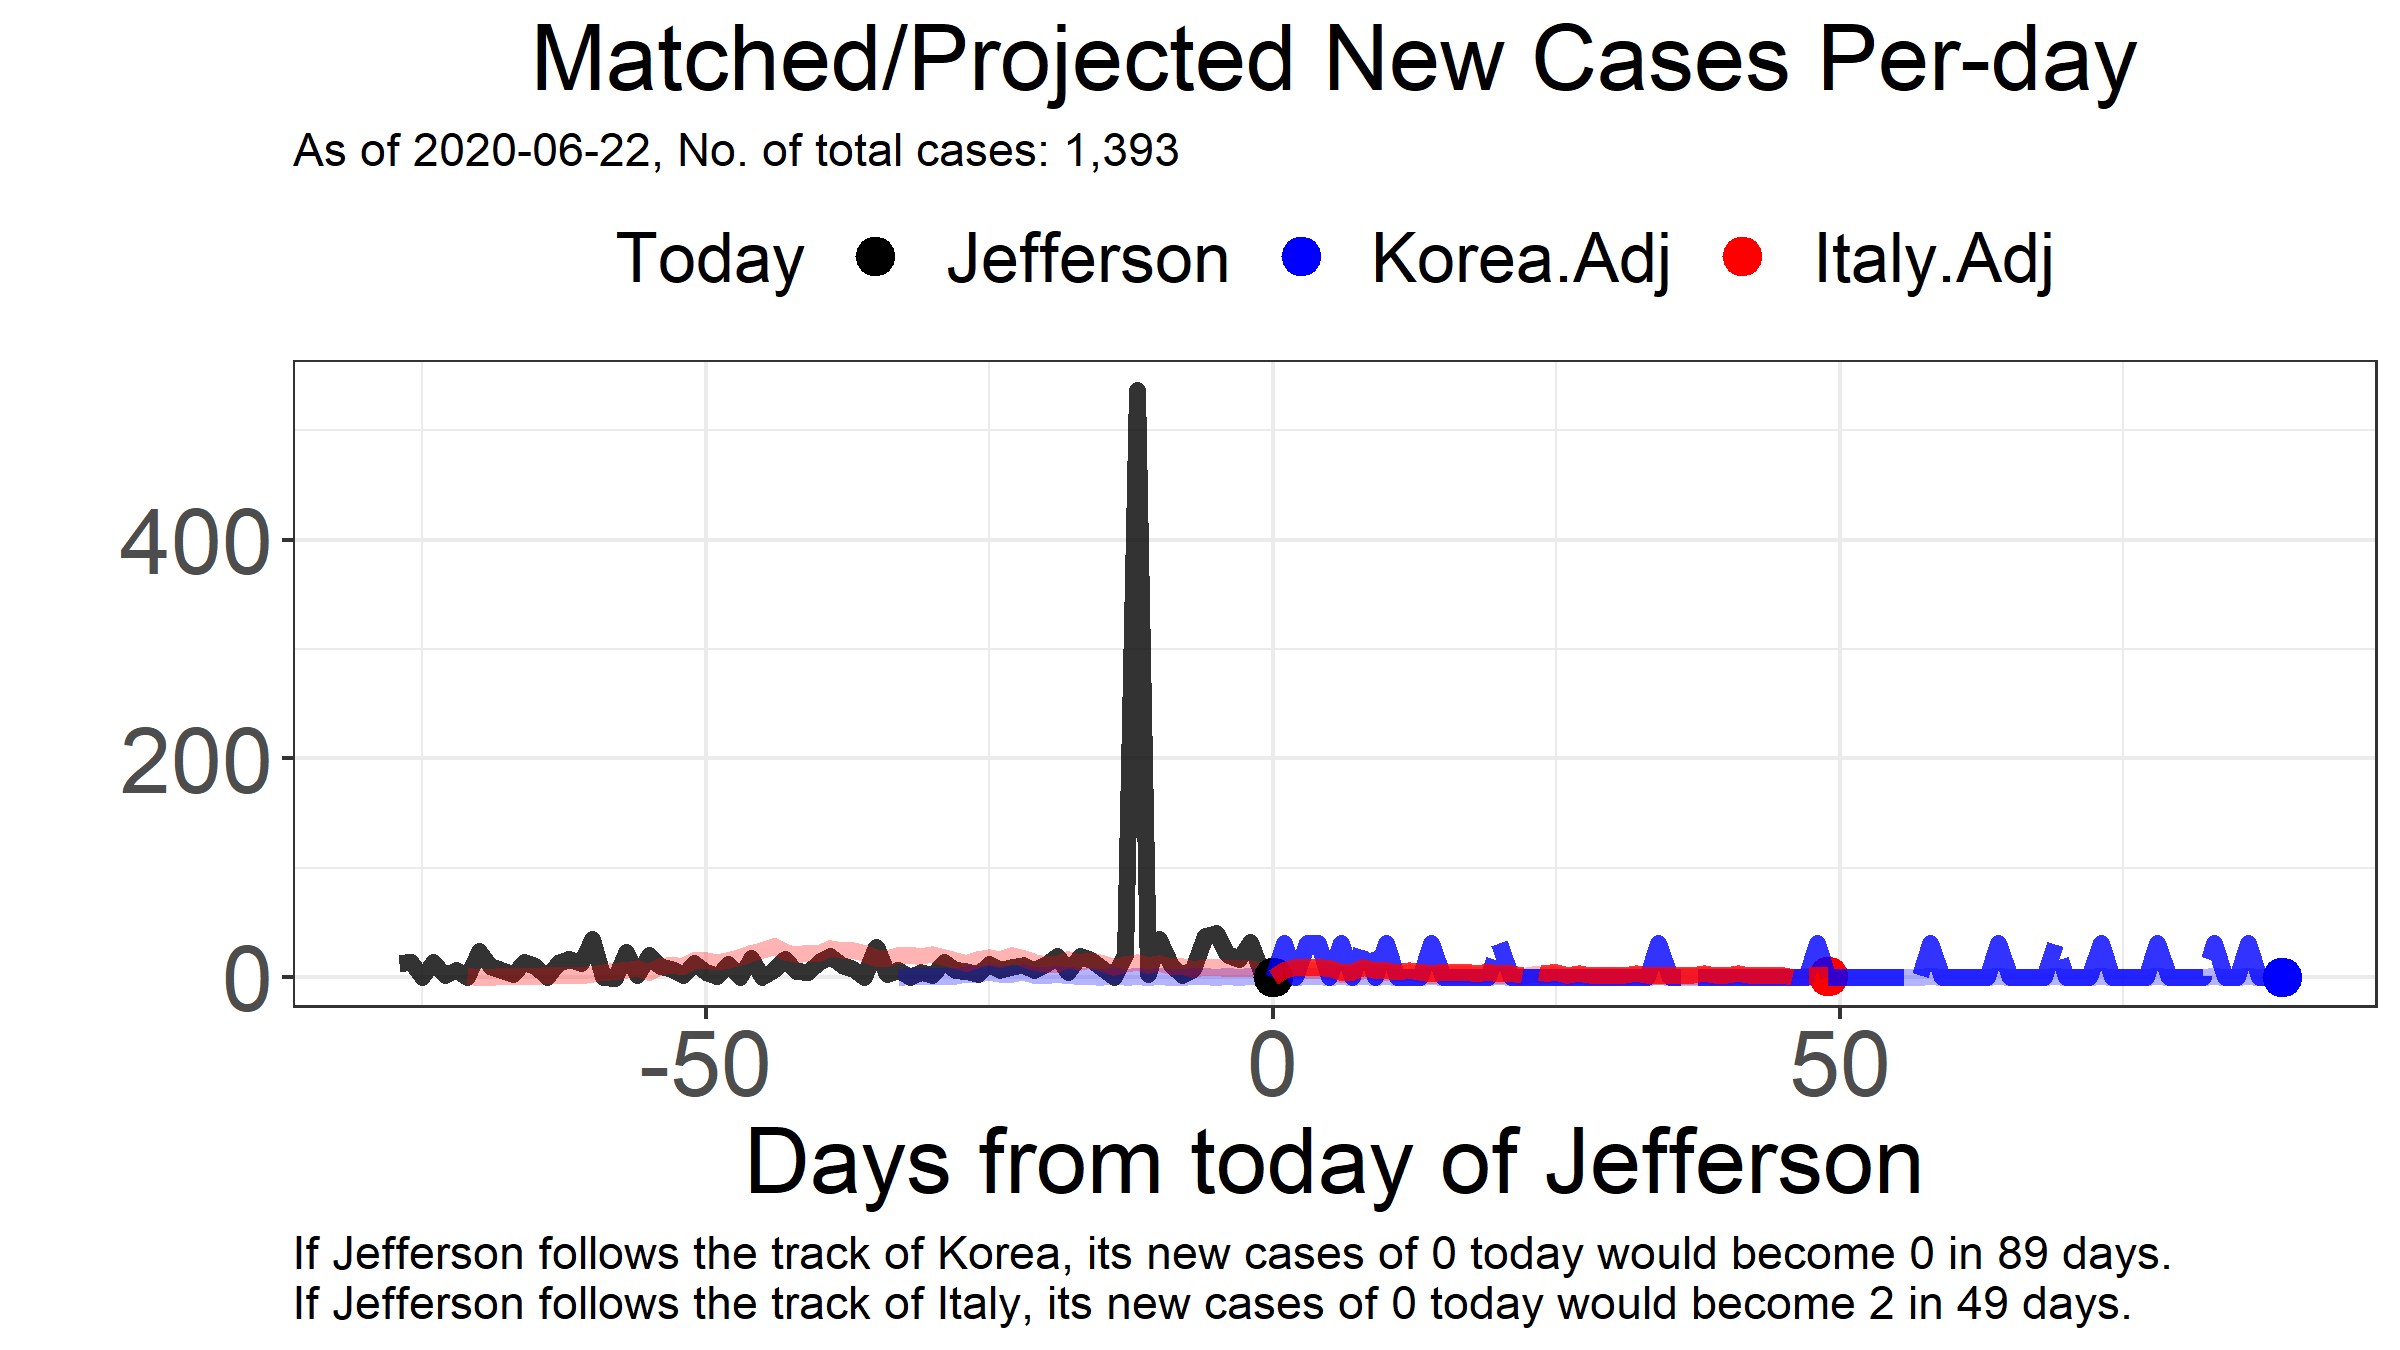 Matched/Projected New Cases Per-day
As of 2020-06-22, No. of total cases: 1,393
Today Jefferson Korea.Adj Italy.Adj
400
200
0
-50 0 50
Days from today of Jefferson
If Jefferson follows the track of Korea, its new cases of 0 today would become 0 in 89 days.
If Jefferson follows the track of Italy, its new cases of 0 today would become 2 in 49 days.